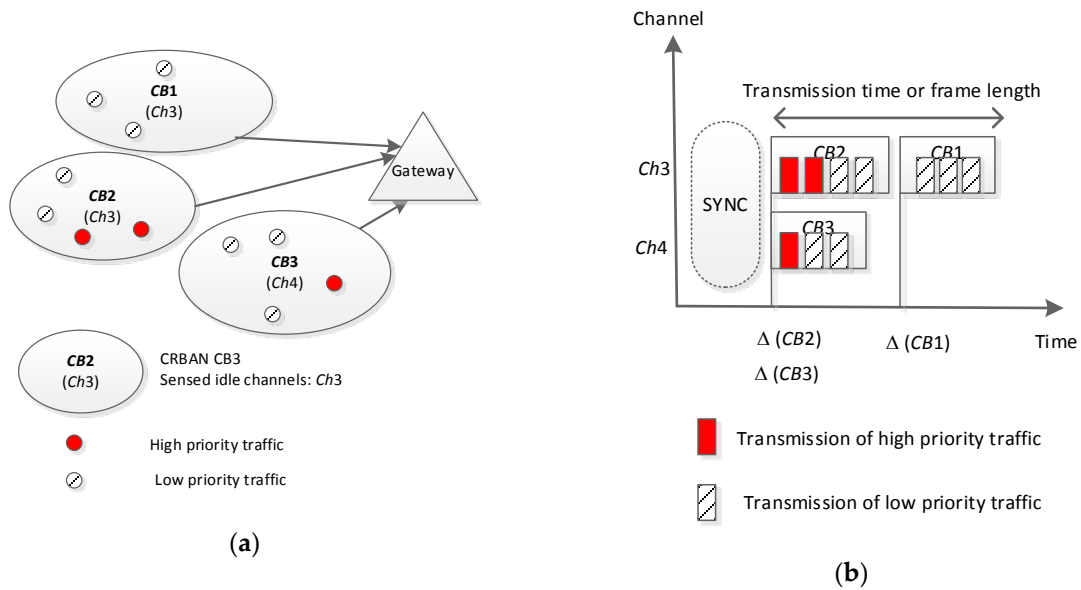 CB1
(Ch3)
CB2
(Ch3)
Gateway
CB3
(Ch4)
CB2
(Ch3)
CRBAN CB3
Sensed idle channels: Ch3
High priority traffic
Low priority traffic
(a)
Channel
Transmission time or frame length
CB2
CB1
Ch3
SYNC
CB3
Ch4
Δ (CB2)
Δ (CB1)
Time
Δ (CB3)
Transmission of high priority traffic
Transmission of low priority traffic
(b)